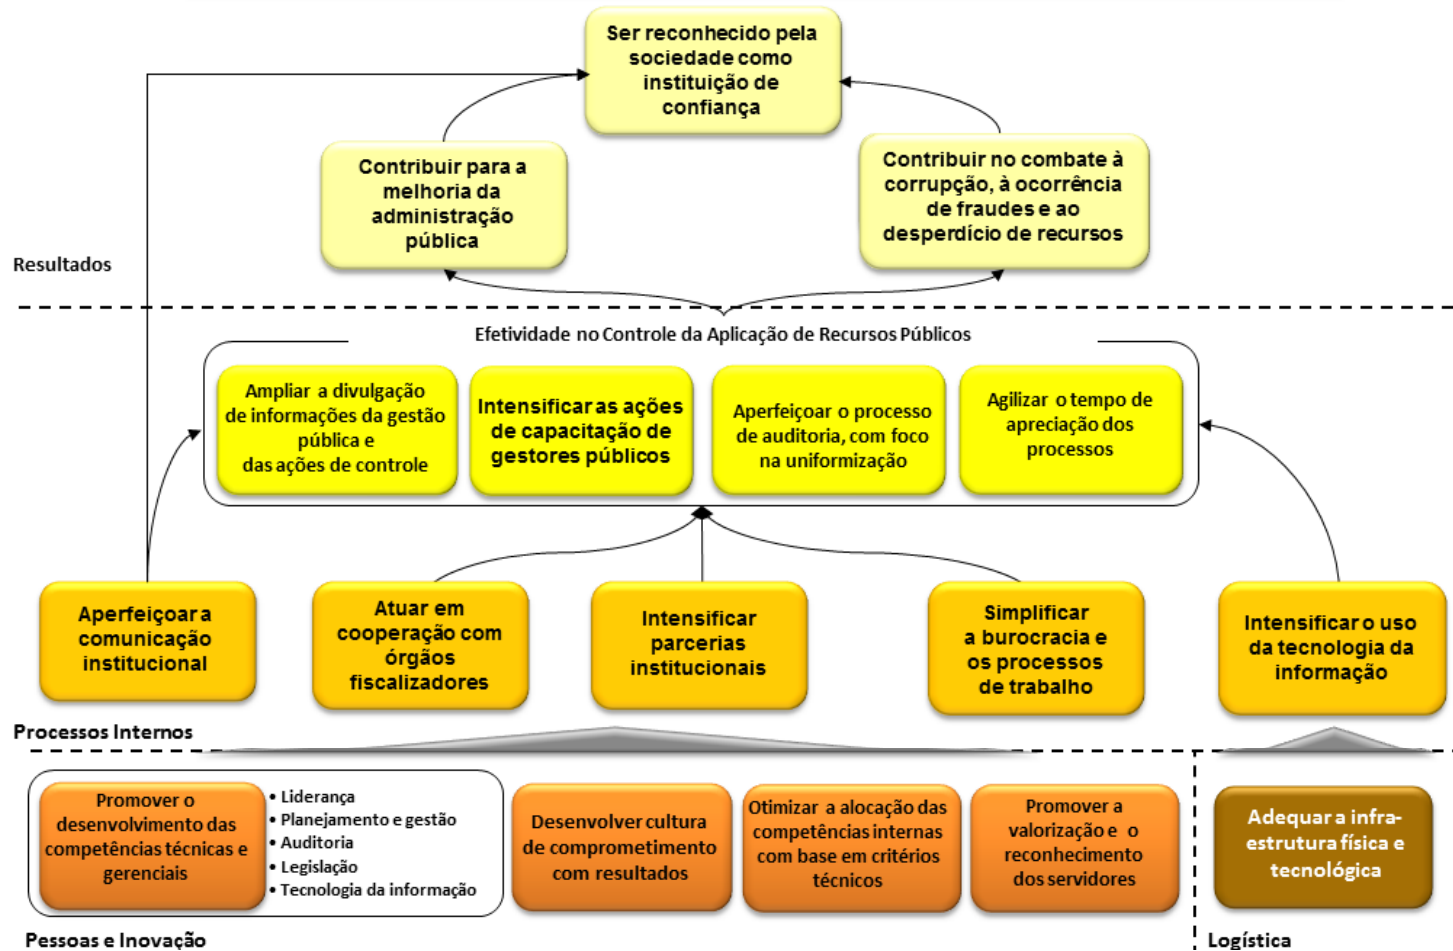 Ser reconhecido pela
sociedade como
instituição de
confiança
Contribuir para a
melhoria da
administração
pública
Contribuir no combate à
corrupção, à ocorrência
de fraudes e ao
desperdício de recursos
Resultados
Efetividade no Controle da Aplicação de Recursos Públicos
Ampliar a divulgação
de informações da gestão
pública e
das ações de controle
Intensificar as ações
de capacitação de
gestores públicos
Aperfeiçoar o processo
de auditoria, com foco
na uniformização
Agilizar o tempo de
apreciação dos
processos
Aperfeiçoar a
comunicação
institucional
Atuar em
cooperação com
órgãos
fiscalizadores
Intensificar
parcerias
institucionais
Simplificar
a burocracia e
os processos
de trabalho
Intensificar o uso
da tecnologia da
informação
Processos Internos
Promover o
desenvolvimento das
competências técnicas e
gerenciais
• Liderança
• Planejamento e gestão
• Auditoria
• Legislação
• Tecnologia da informação
Desenvolver cultura
de comprometimento
com resultados
Otimizar a alocação das
competências internas
com base em critérios
técnicos
Promover a
valorização e o
reconhecimento
dos servidores
Adequar a infra-
estrutura física e
tecnológica
Pessoas e Inovação
Logística